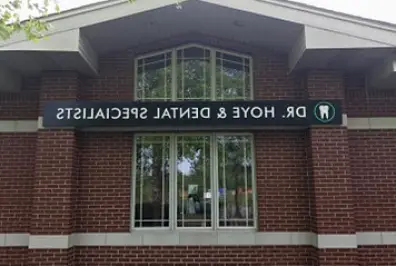 DR. HOYE & DENTAL SPECIALISTS